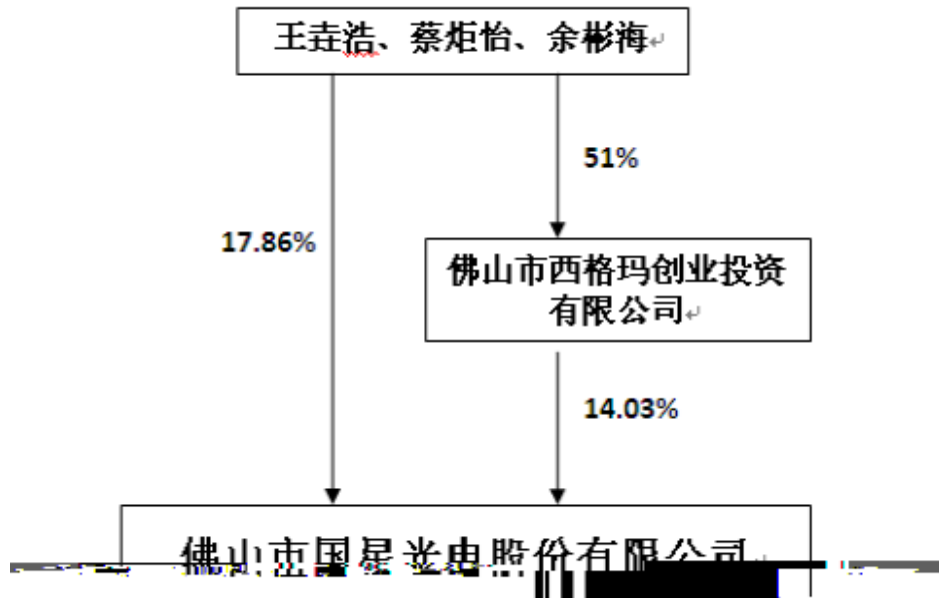 王垚浩、蔡炬怡、余彬海
51%
17.86%
佛山市西格玛创业投资
有限公司
14.03%
佛山市国星光电股份有限公司